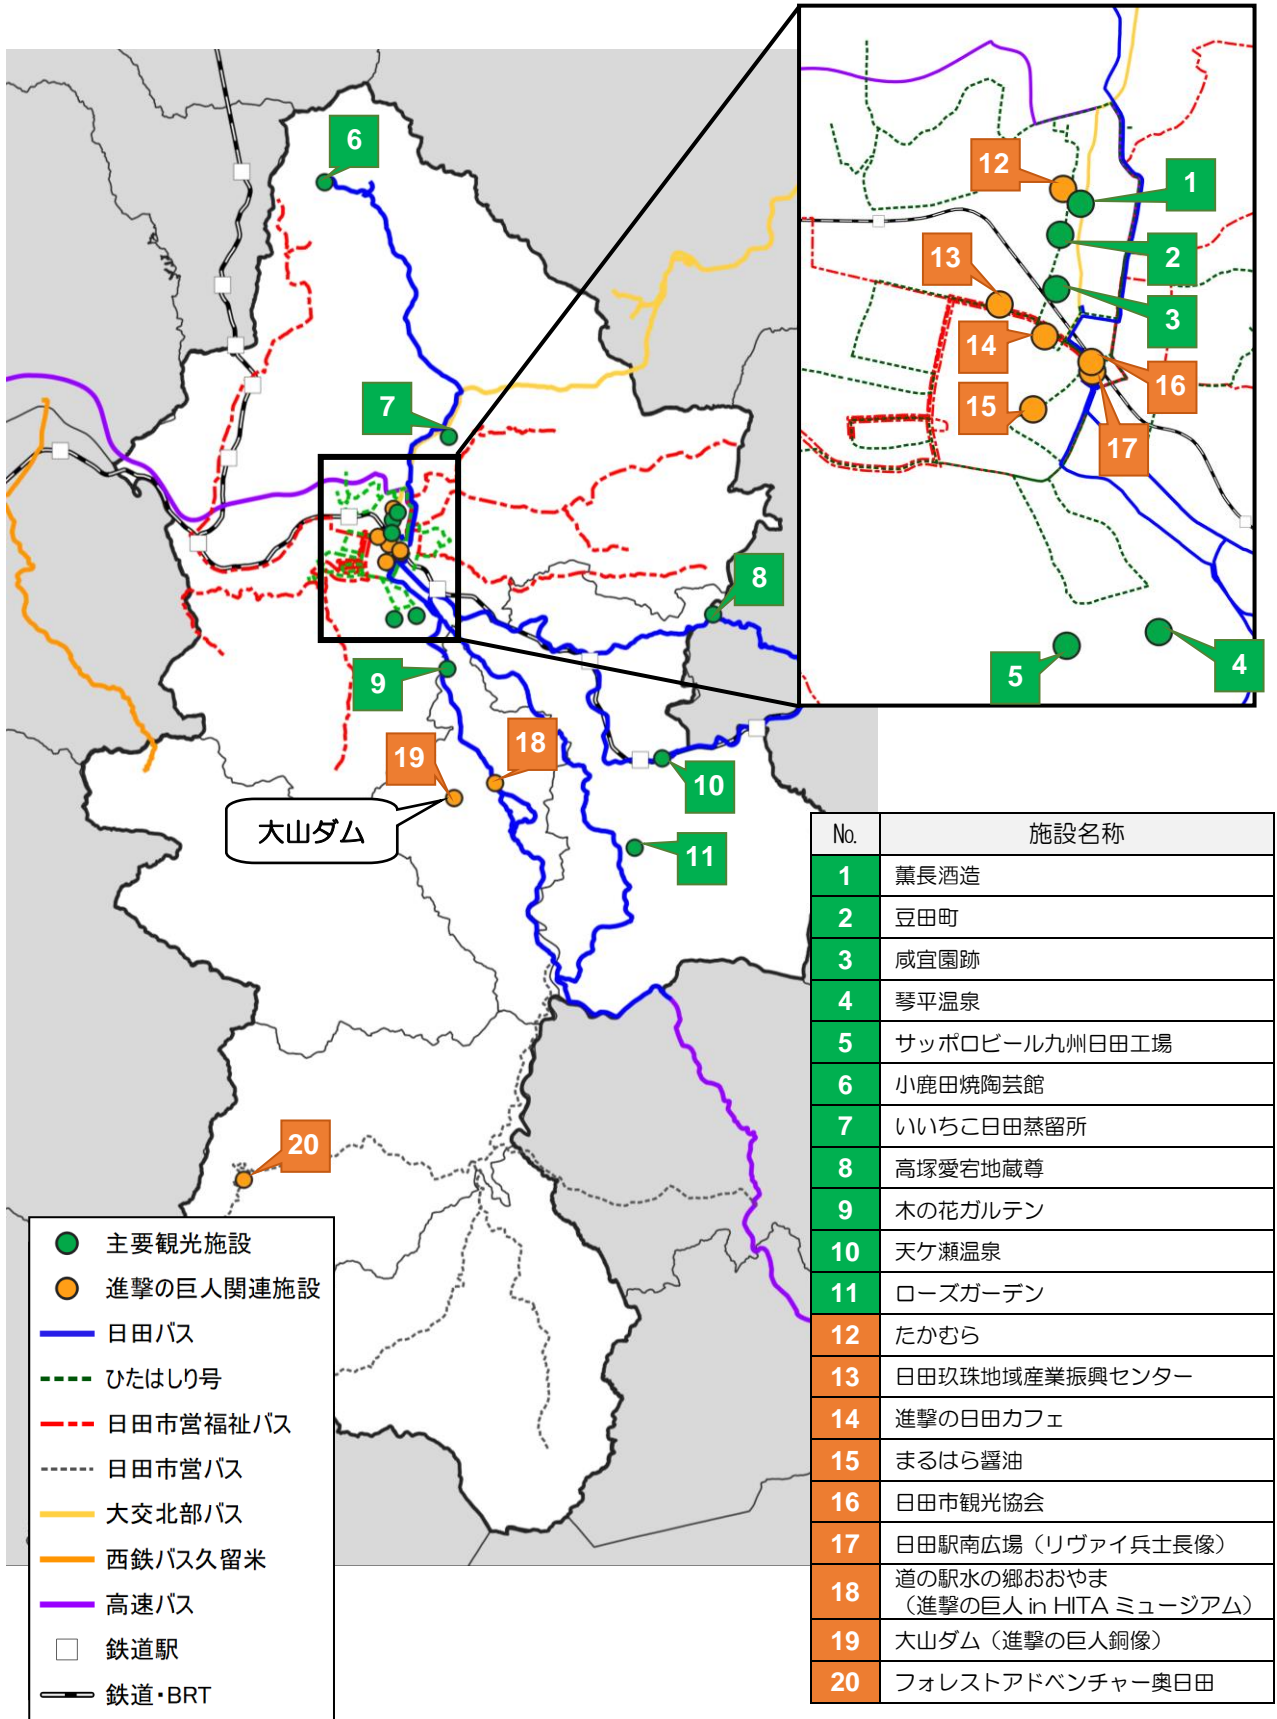 6
7
8
9
10
11
18
19
大山ダム
20
12
1
2
13
3
14
16
15
17
5
4
主要観光施設
進撃の巨人関連施設
日田バス
ひたはしり号
日田市営福祉バス
日田市営バス
大交北部バス
西鉄バス久留米
高速バス
鉄道駅
鉄道・BRT
No. 施設名称
1 薫長酒造
2 豆田町
3 咸宜園跡
4 琴平温泉
5 サッポロビール九州日田工場
6 小鹿田焼陶芸館
7 いいちこ日田蒸留所
8 高塚愛宕地蔵尊
9 木の花ガルテン
10 天ケ瀬温泉
11 ローズガーデン
12 たかむら
13 日田玖珠地域産業振興センター
14 進撃の日田カフェ
15 まるはら醤油
16 日田市観光協会
17 日田駅南広場（リヴァイ兵士長像）
18 道の駅水の郷おおやま
（進撃の巨人 in HITA ミュージアム）
19 大山ダム（進撃の巨人銅像）
20 フォレストアドベンチャー奥日田